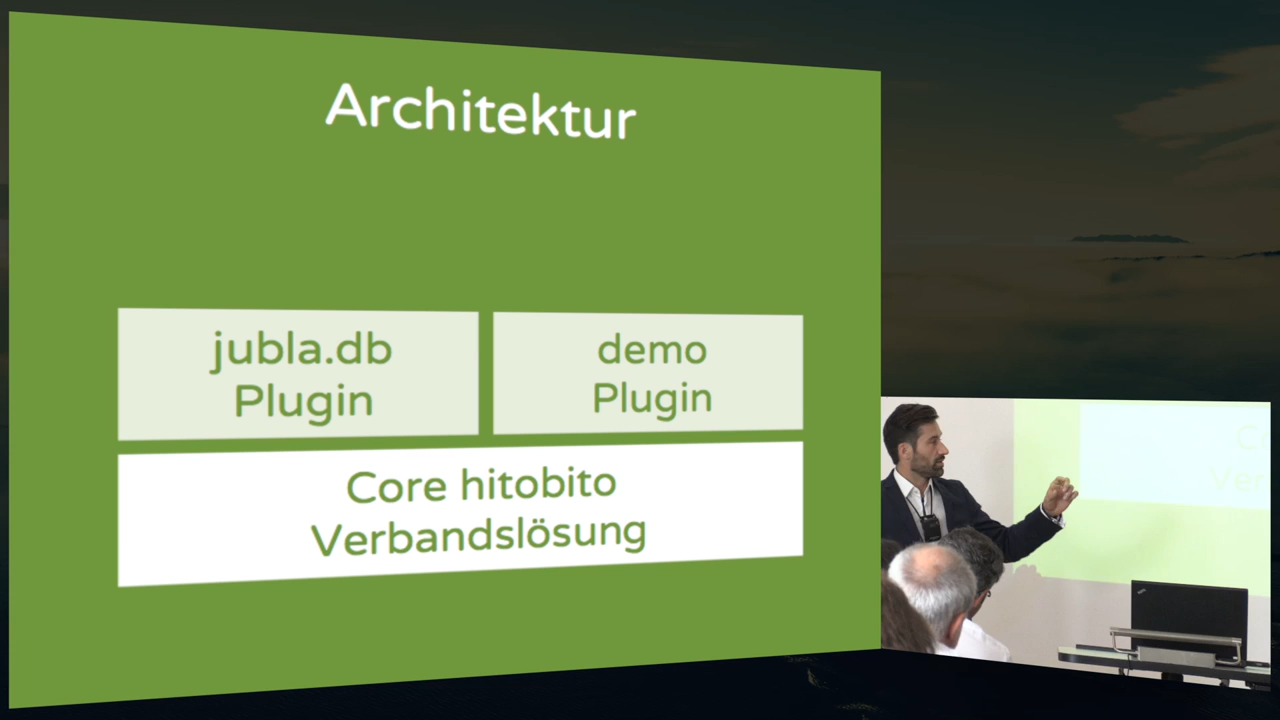 Architektur
jubla.db
Plugin
demo
Plugin
Core hitobito
Verbandslösung